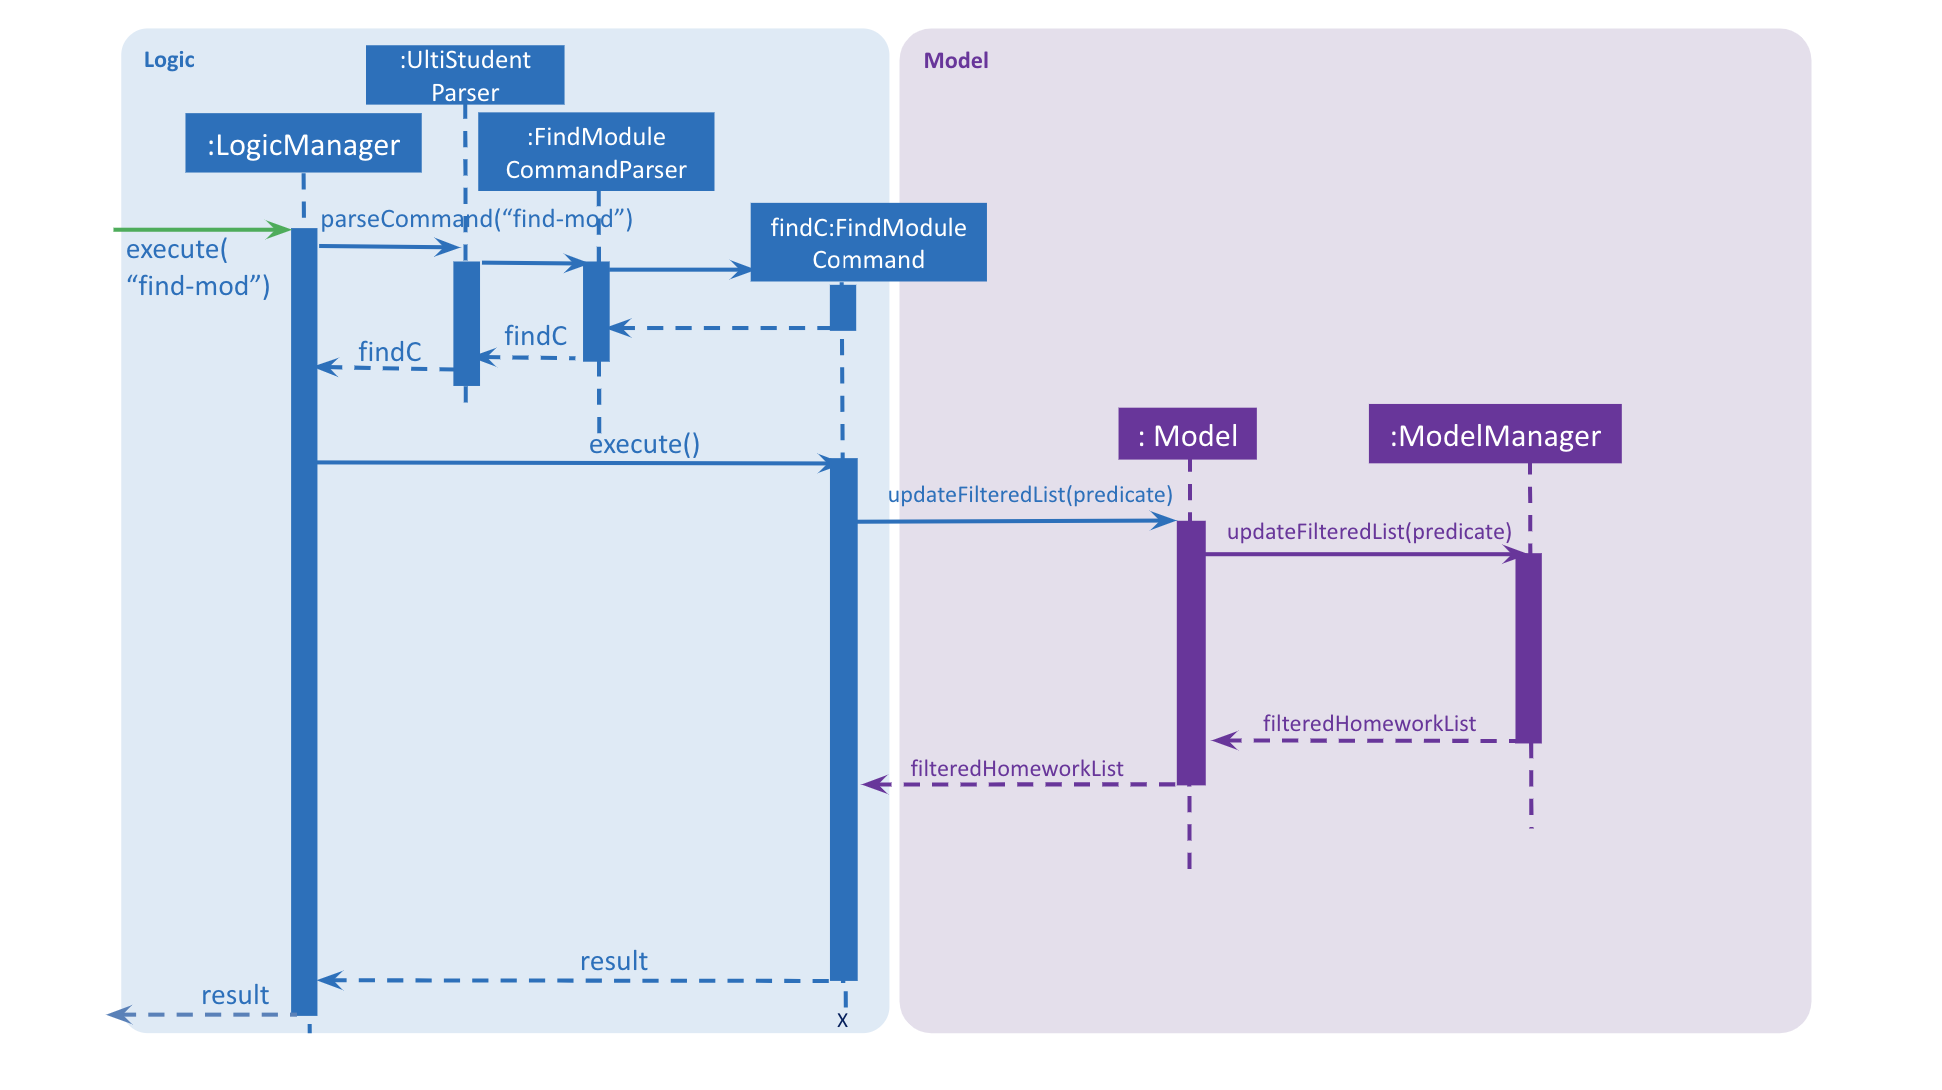 Logic
Model
:UltiStudent
Parser
:LogicManager
:FindModule
CommandParser
parseCommand(“find-mod”)
findC:FindModule
Command
execute(
“find-mod”)
findC
findC
: Model
:ModelManager
execute()
updateFilteredList(predicate)
updateFilteredList(predicate)
filteredHomeworkList
filteredHomeworkList
result
result
X